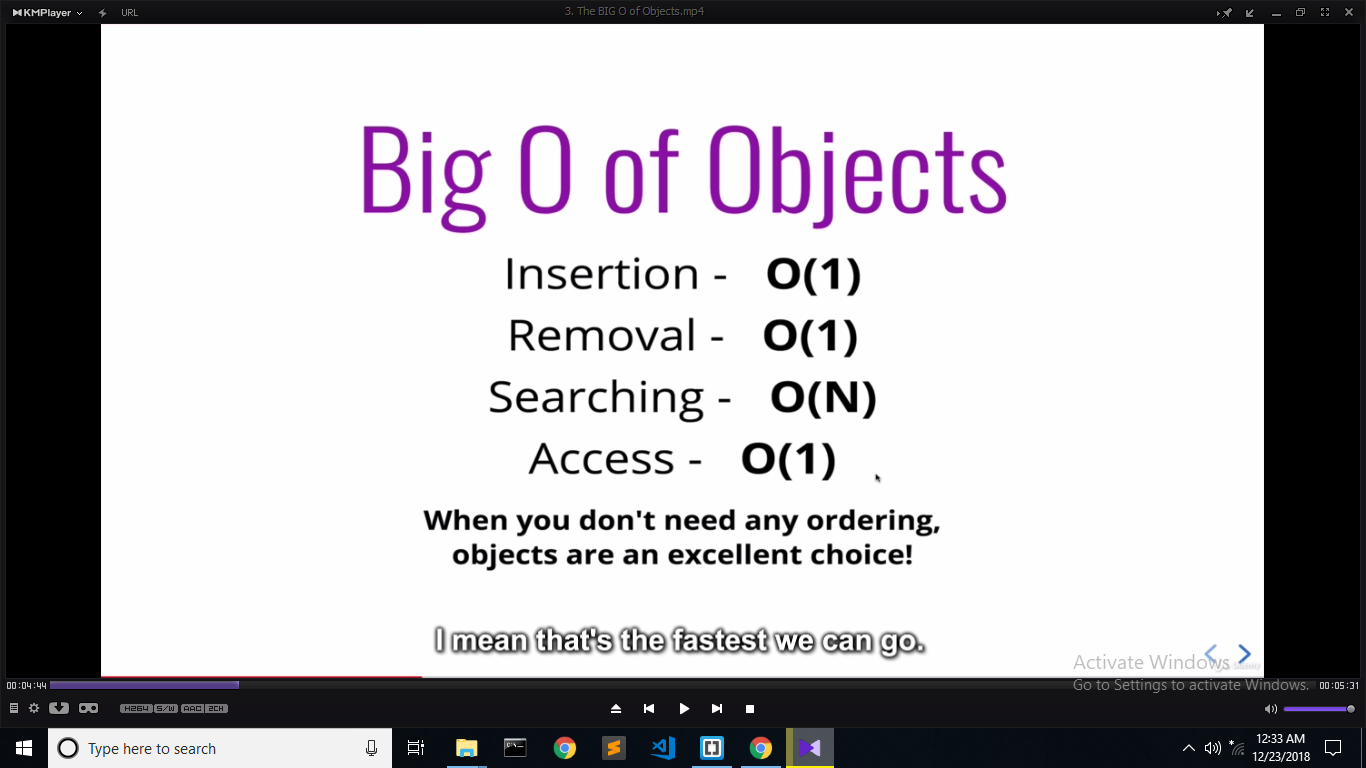 KMPlayer
URL
3. The BIG O of Objects.mp4
Big O of Objects
Insertion - O(1)
Removal - O(1)
Searching - O(N)
Access - O(1)
When you don't need any ordering,
objects are an excellent choice!
I mean that's the fastest we can go.
Activate Windows
Go to Settings to activate Windows.
00:04:44
00:05:31
H264 S/W AAC 2CH
Type here to search
12:33 AM
12/23/2018